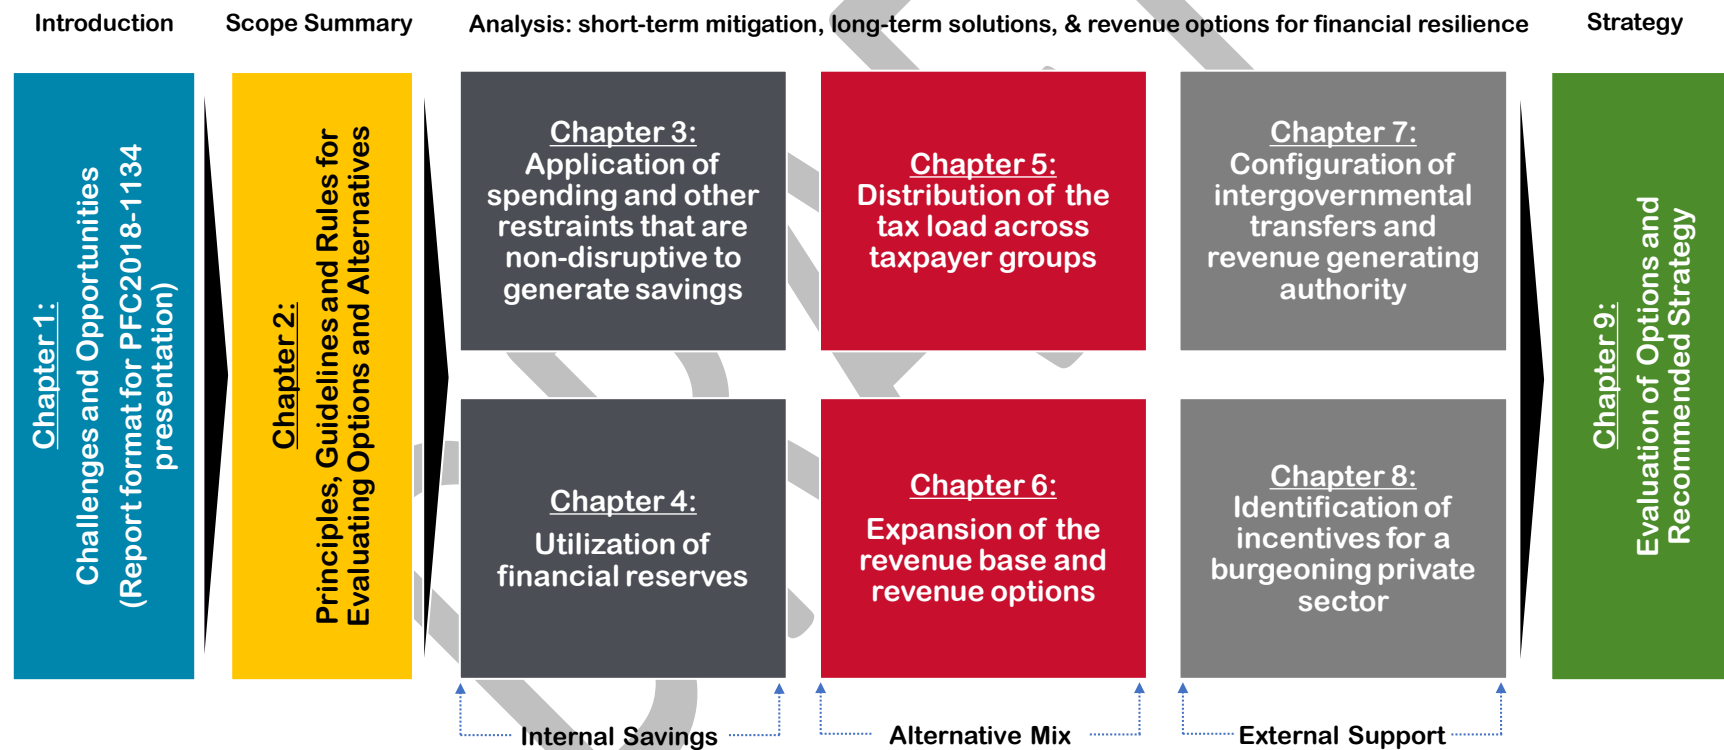 Introduction
Scope Summary
Analysis: short-term mitigation, long-term solutions, & revenue options for financial resilience
Strategy
Chapter 1:
Challenges and Opportunities
(Report format for PFC2018-1134
presentation)
Chapter 2:
Principles, Guidelines and Rules for
Evaluating Options and Alternatives
Chapter 3:
Application of
spending and other
restraints that are
non-disruptive to
generate savings
Chapter 4:
Utilization of
financial reserves
Chapter 5:
Distribution of the
tax load across
taxpayer groups
Chapter 6:
Expansion of the
revenue base and
revenue options
Chapter 7:
Configuration of
intergovernmental
transfers and
revenue generating
authority
Chapter 8:
Identification of
incentives for a
burgeoning private
sector
Chapter 9:
Evaluation of Options and
Recommended Strategy
Internal Savings
Alternative Mix
External Support